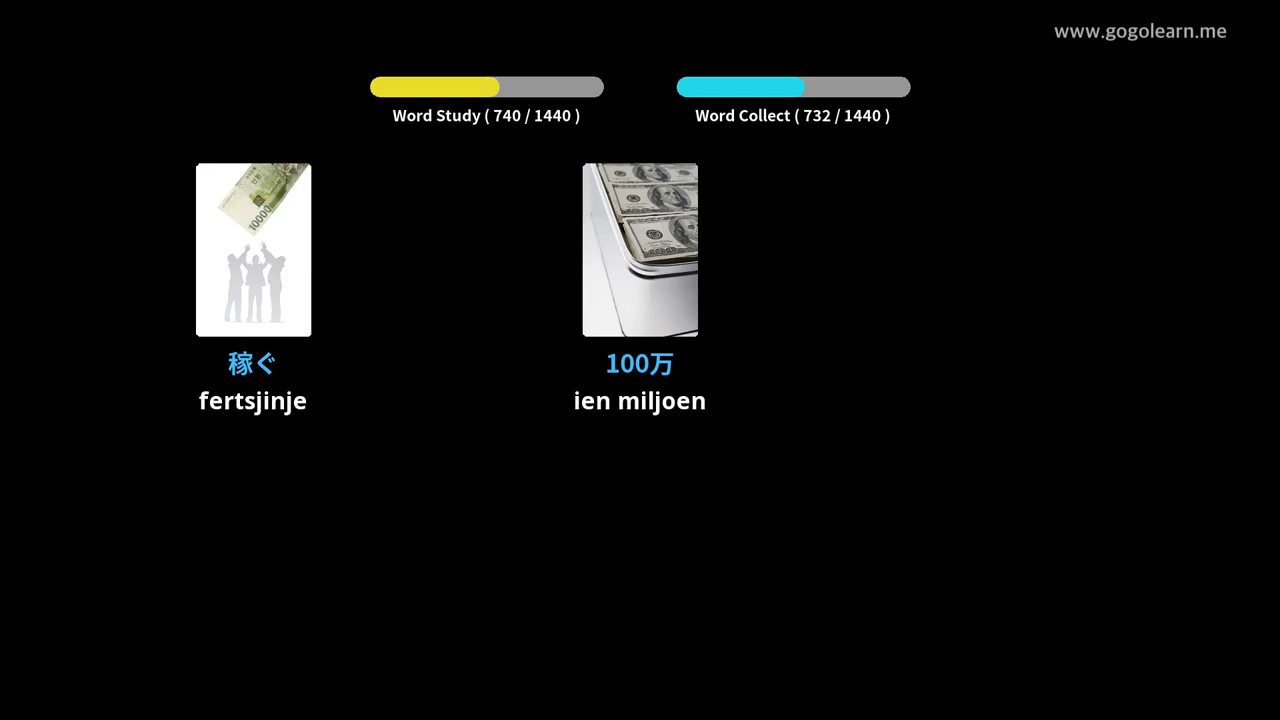 www.gogolearn.me
Word Study ( 740 / 1440 )
Word Collect ( 732 / 1440 )
10000
稼ぐ
100万
fertsjinje
ien miljoen